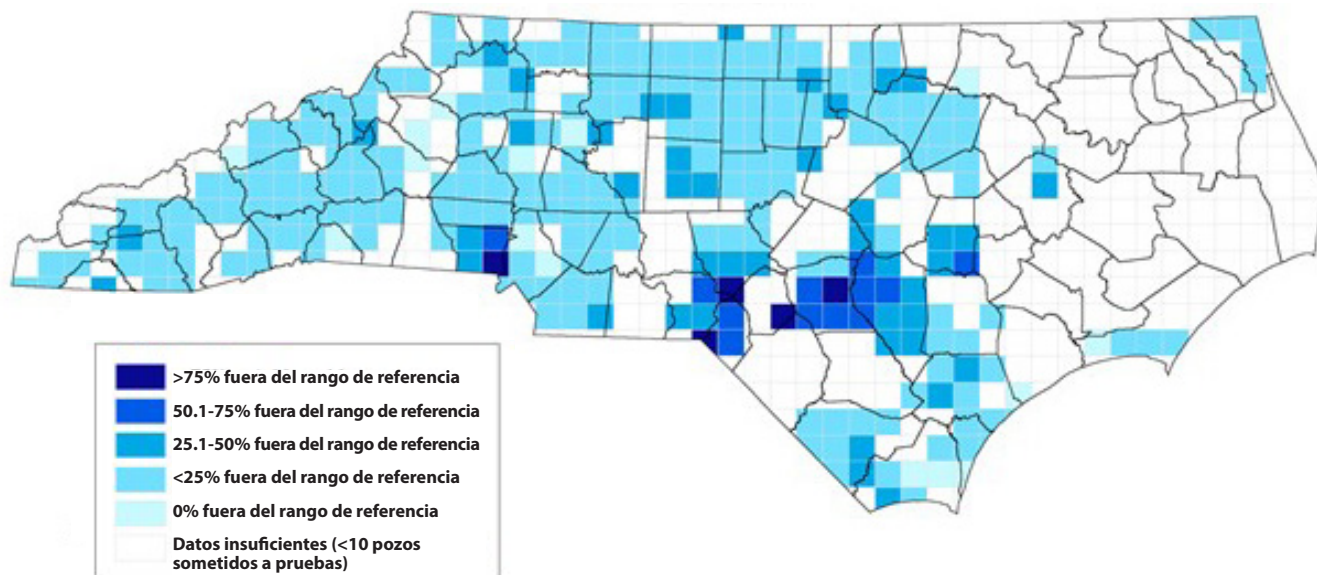 >75% fuera del rango de referencia
50.1-75% fuera del rango de referencia
25.1-50% fuera del rango de referencia
<25% fuera del rango de referencia
0% fuera del rango de referencia
Datos insuficientes (<10 pozos
sometidos a pruebas)